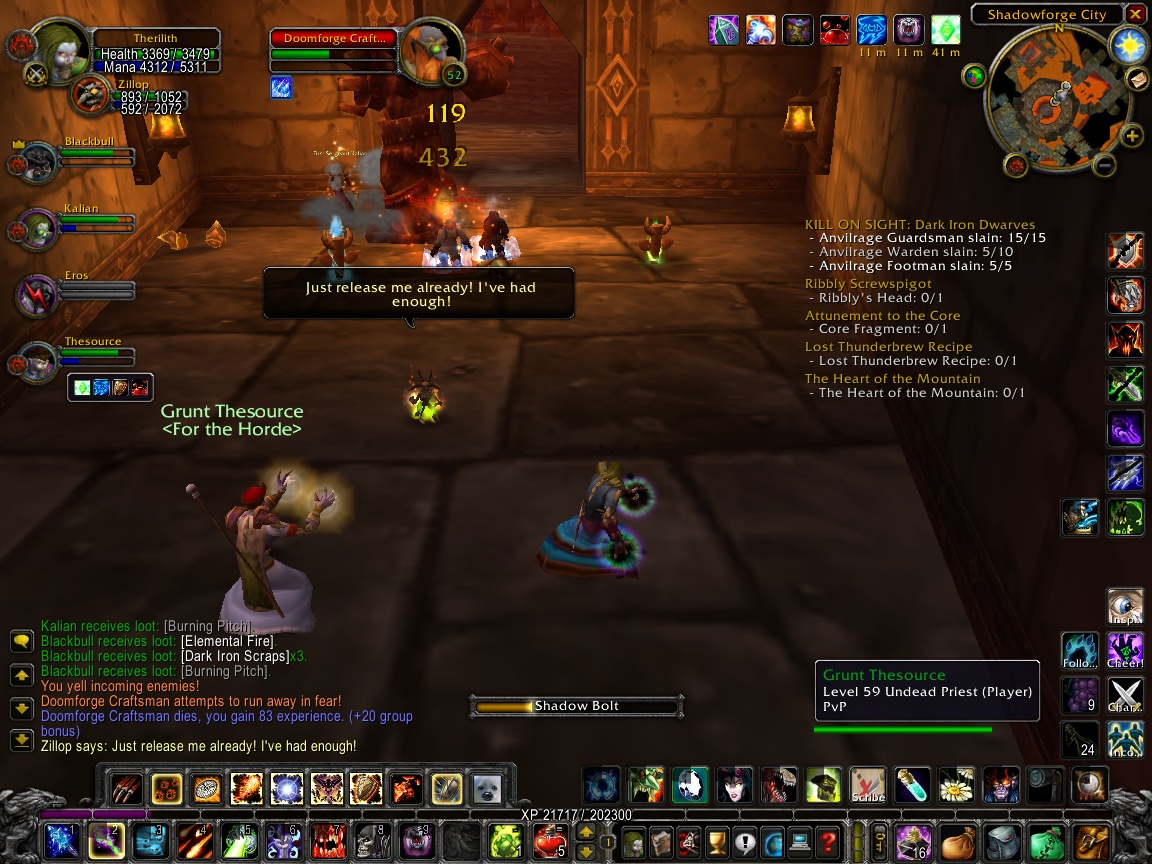 Therilith
Health 3369 / 3479
Mana 4312 / 5311
Zillop
893 / 1052
592 / 2072
Doomforge Craft...
52
11 m
11 m
41 m
Shadowforge City
N
119
432
Blackbull
Kalian
Eros
Thesource
Just release me already! I've had
enough!
KILL ON SIGHT: Dark Iron Dwarves
- Anvilrage Guardsman slain: 15/15
- Anvilrage Warden slain: 5/10
- Anvilrage Footman slain: 5/5
Ribbly Screwspigot
- Ribbly's Head: 0/1
Attunement to the Core
- Core Fragment: 0/1
Lost Thunderbrew Recipe
- Lost Thunderbrew Recipe: 0/1
The Heart of the Mountain
- The Heart of the Mountain: 0/1
Grunt Thesource
<For the Horde>
Kalian receives loot: [Burning Pitch].
Blackbull receives loot: [Elemental Fire].
Blackbull receives loot: [Dark Iron Scraps]x3.
Blackbull receives loot: [Burning Pitch].
You yell incoming enemies!
Doomforge Craftsman attempts to run away in fear!
Doomforge Craftsman dies, you gain 83 experience. (+20 group
bonus)
Zillop says: Just release me already! I've had enough!
Shadow Bolt
Grunt Thesource
Level 59 Undead Priest (Player)
PvP
Follo...
Cheer!
9
24
Scribe
XP 21717 / 202300
1
2
3
4
5
6
7
8
9
5
1
16